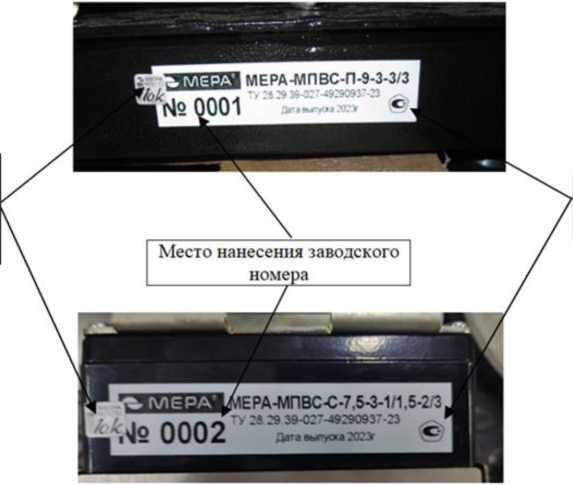 МЕРА® МЕРА-МПВС-П-9-3-3/3
ТУ 28.29.39-027-49290937-23
№ 0001 Дата выпуска 2023г
Место нанесения заводского
номера
МЕРА® МЕРА-МПВС-С-7,5-3-1/1,5-2/3
ТУ 28.29.39-027-49290937-23
№ 0002 Дата выпуска 2023г